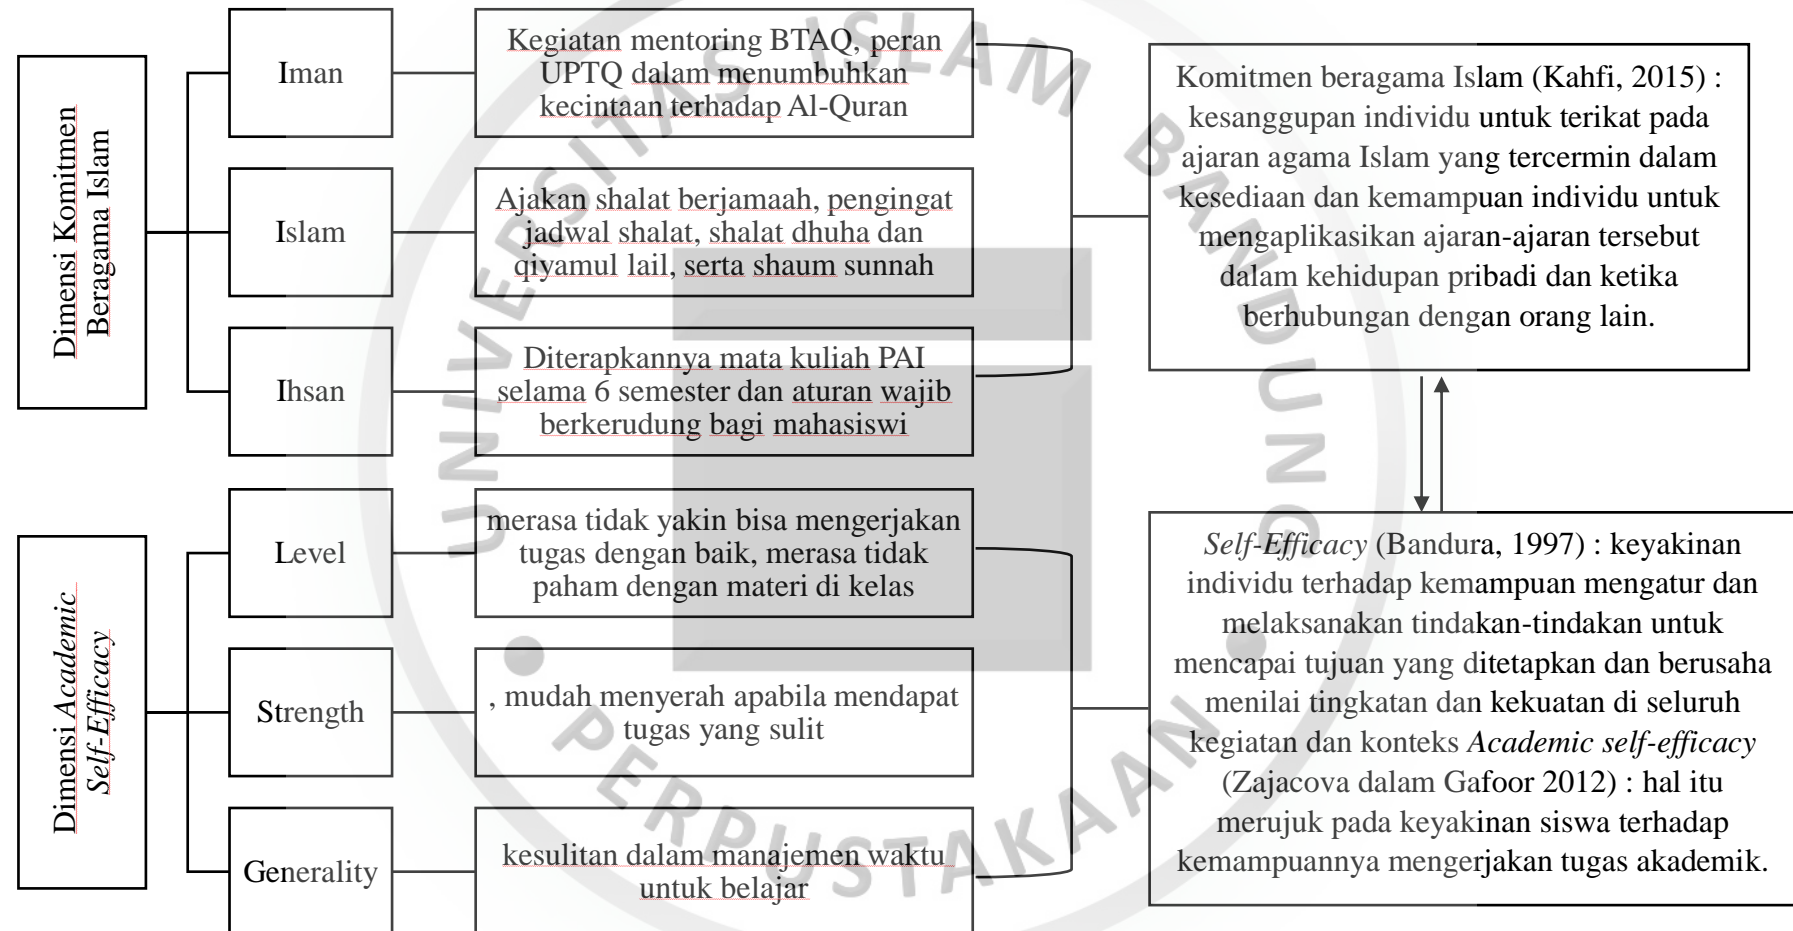 Dimensi Komitmen
Beragama Islam
Iman
Kegiatan mentoring BTAQ, peran
UPTQ dalam menumbuhkan
kecintaan terhadap Al-Quran
Islam
Ajakan shalat berjamaah, pengingat
jadwal shalat, shalat dhuha dan
qiyamul lail, serta shaum sunnah
Ihsan
Diterapkannya mata kuliah PAI
selama 6 semester dan aturan wajib
berkerudung bagi mahasiswi
Komitmen beragama Islam (Kahfi, 2015) :
kesanggupan individu untuk terikat pada
ajaran agama Islam yang tercermin dalam
kesediaan dan kemampuan individu untuk
mengaplikasikan ajaran-ajaran tersebut
dalam kehidupan pribadi dan ketika
berhubungan dengan orang lain.
Dimensi Academic
Self-Efficacy
Level
merasa tidak yakin bisa mengerjakan
tugas dengan baik, merasa tidak
paham dengan materi di kelas
Strength
, mudah menyerah apabila mendapat
tugas yang sulit
Generality
kesulitan dalam manajemen waktu
untuk belajar
Self-Efficacy (Bandura, 1997) : keyakinan
individu terhadap kemampuan mengatur dan
melaksanakan tindakan-tindakan untuk
mencapai tujuan yang ditetapkan dan berusaha
menilai tingkatan dan kekuatan di seluruh
kegiatan dan konteks Academic self-efficacy
(Zajacova dalam Gafoor 2012) : hal itu
merujuk pada keyakinan siswa terhadap
kemampuannya mengerjakan tugas akademik.
UNIVERSITAS ISLAM BANDUNG
PERPUSTAKAAN